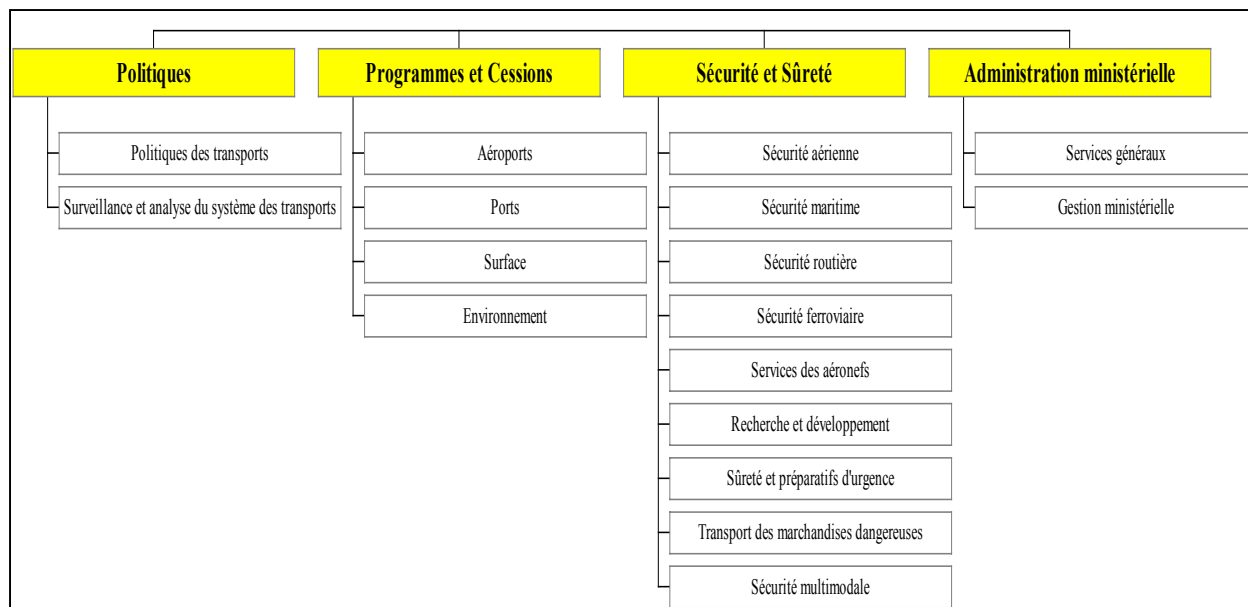 Politiques
Politiques des transports
Surveillance et analyse du système des transports
Programmes et Cessions
Aéroports
Ports
Surface
Environnement
Sécurité et Sûreté
Sécurité aérienne
Sécurité maritime
Sécurité routière
Sécurité ferroviaire
Services des aéronefs
Recherche et développement
Sûreté et préparatifs d'urgence
Transport des marchandises dangereuses
Sécurité multimodale
Administration ministérielle
Services généraux
Gestion ministérielle